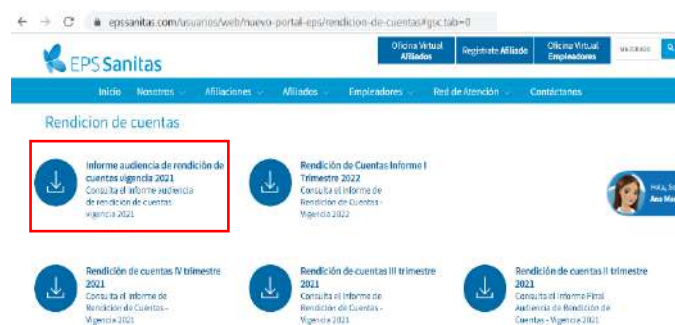 epssanitas.com/usuarios/web/nuevo-portal-eps/rendicion-de-cuentas#gsc.tab=0
EPS Sanitas
Oficina Virtual
Afiliados
Regístrate Afiliado
Oficina Virtual
Empleadores
Inicio Nosotros Afiliaciones Afiliados Empleadores Red de Atención Contáctanos
Rendicion de cuentas
Informe audiencia de rendición de
cuentas vigencia 2021
Consulta el informe audiencia
de rendición de cuentas
vigencia 2021
Rendición de Cuentas Informe I
Trimestre 2022
Consulta el informe de
Rendición de Cuentas -
Vigencia 2022
Hola, So
Ana Mar
Rendición de cuentas IV trimestre
2021
Consulta el informe de
Rendición de Cuentas -
Vigencia 2021
Rendición de cuentas III trimestre
2021
Consulta el informe de
Rendición de Cuentas -
Vigencia 2021
Rendición de cuentas II trimestre
2021
Consulta el Informe Final
Audiencia de Rendición de
Cuentas - Vigencia 2021